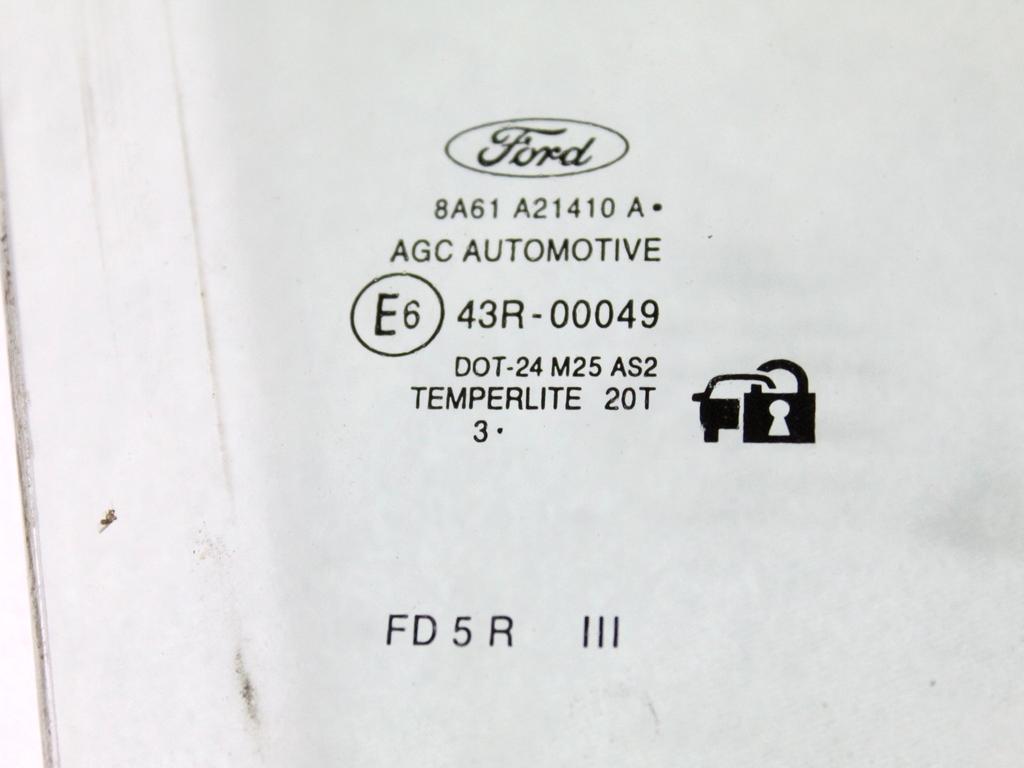 Ford
8A61 A21410 A•
AGC AUTOMOTIVE
E6 43R-00049
DOT-24 M25 AS2
TEMPERLITE 20T
3•
FD 5 R III